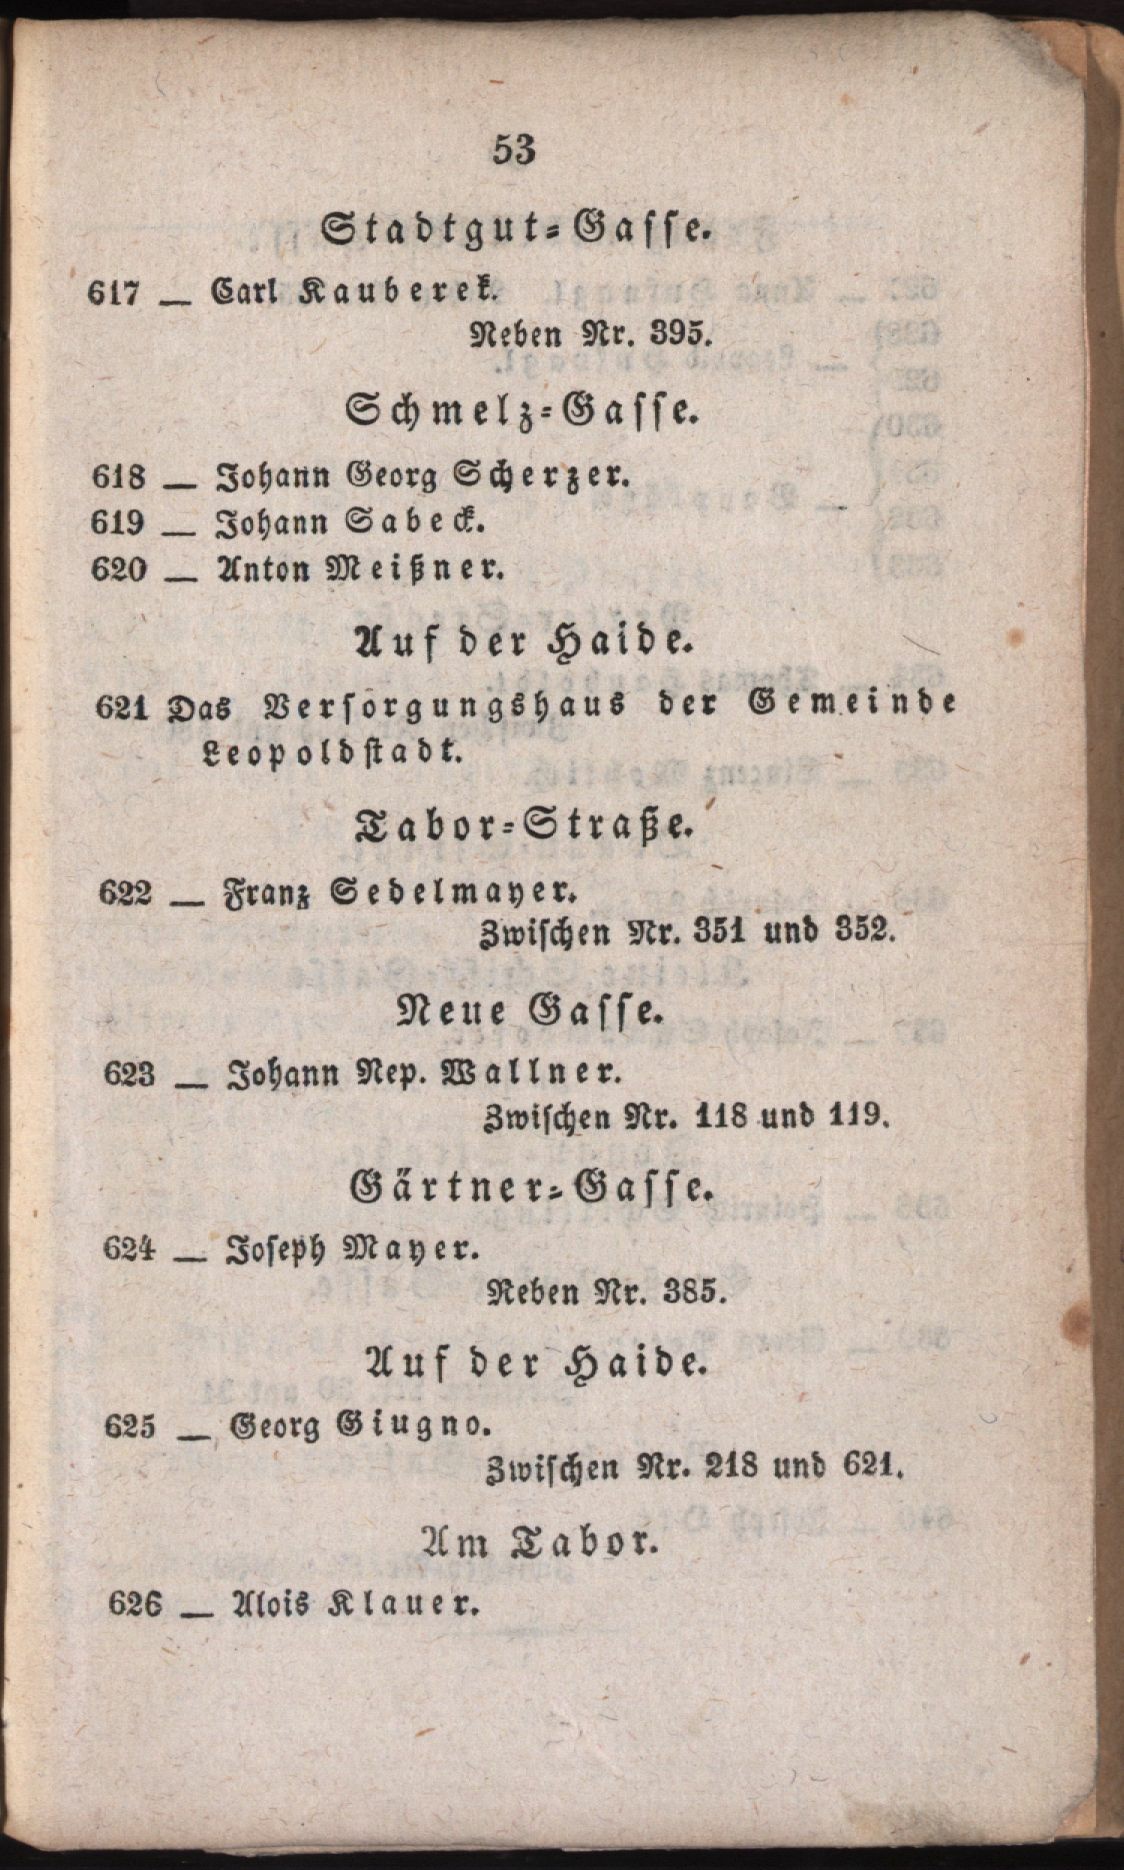 53
Stadtgut-Gasse.
617 — Carl Kauberek.
Neben Nr. 395.
Schmelz-Gasse.
618 — Johann Georg Scherzer.
619 — Johann Sabeck.
620 — Anton Meißner.
Auf der Haide.
621 Das Versorgungshaus der Gemeinde
Leopoldstadt.
Tabor-Straße.
622 — Franz Sedelmayer.
Zwischen Nr. 351 und 352.
Neue Gasse.
623 — Johann Nep. Wallner.
Zwischen Nr. 118 und 119.
Gärtner-Gasse.
624 — Joseph Mayer.
Neben Nr. 385.
Auf der Haide.
625 — Georg Giugno.
Zwischen Nr. 218 und 621.
Am Tabor.
626 — Alois Klauer.